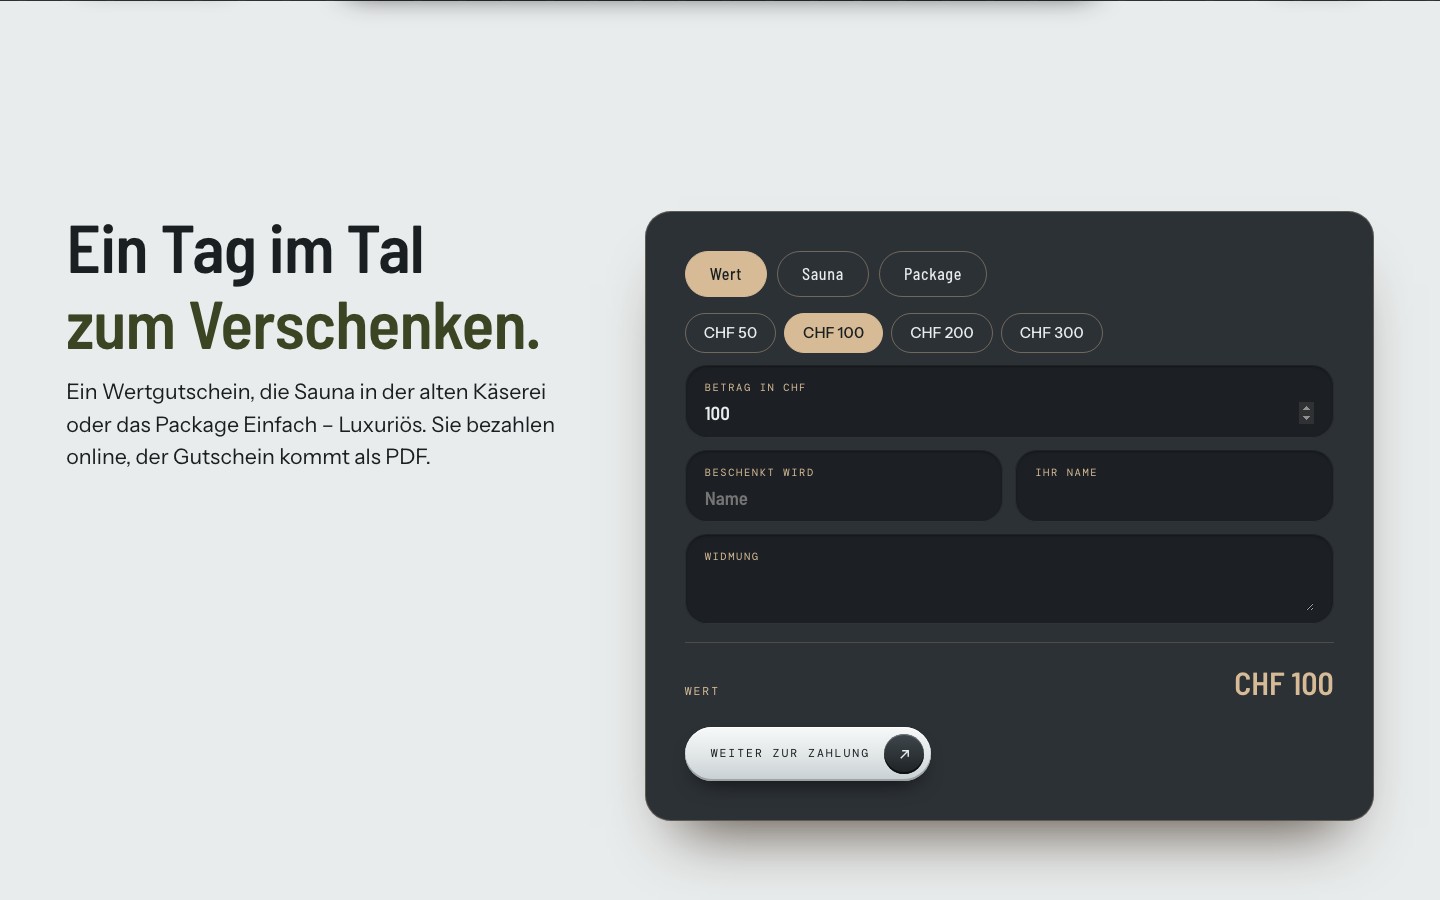 Ein Tag im Tal
zum Verschenken.
Ein Wertgutschein, die Sauna in der alten Käserei
oder das Package Einfach – Luxuriös. Sie bezahlen
online, der Gutschein kommt als PDF.
Wert Sauna Package
CHF 50 CHF 100 CHF 200 CHF 300
BETRAG IN CHF
100
BESCHENKT WIRD IHR NAME
Name
WIDMUNG
WERT CHF 100
WEITER ZUR ZAHLUNG